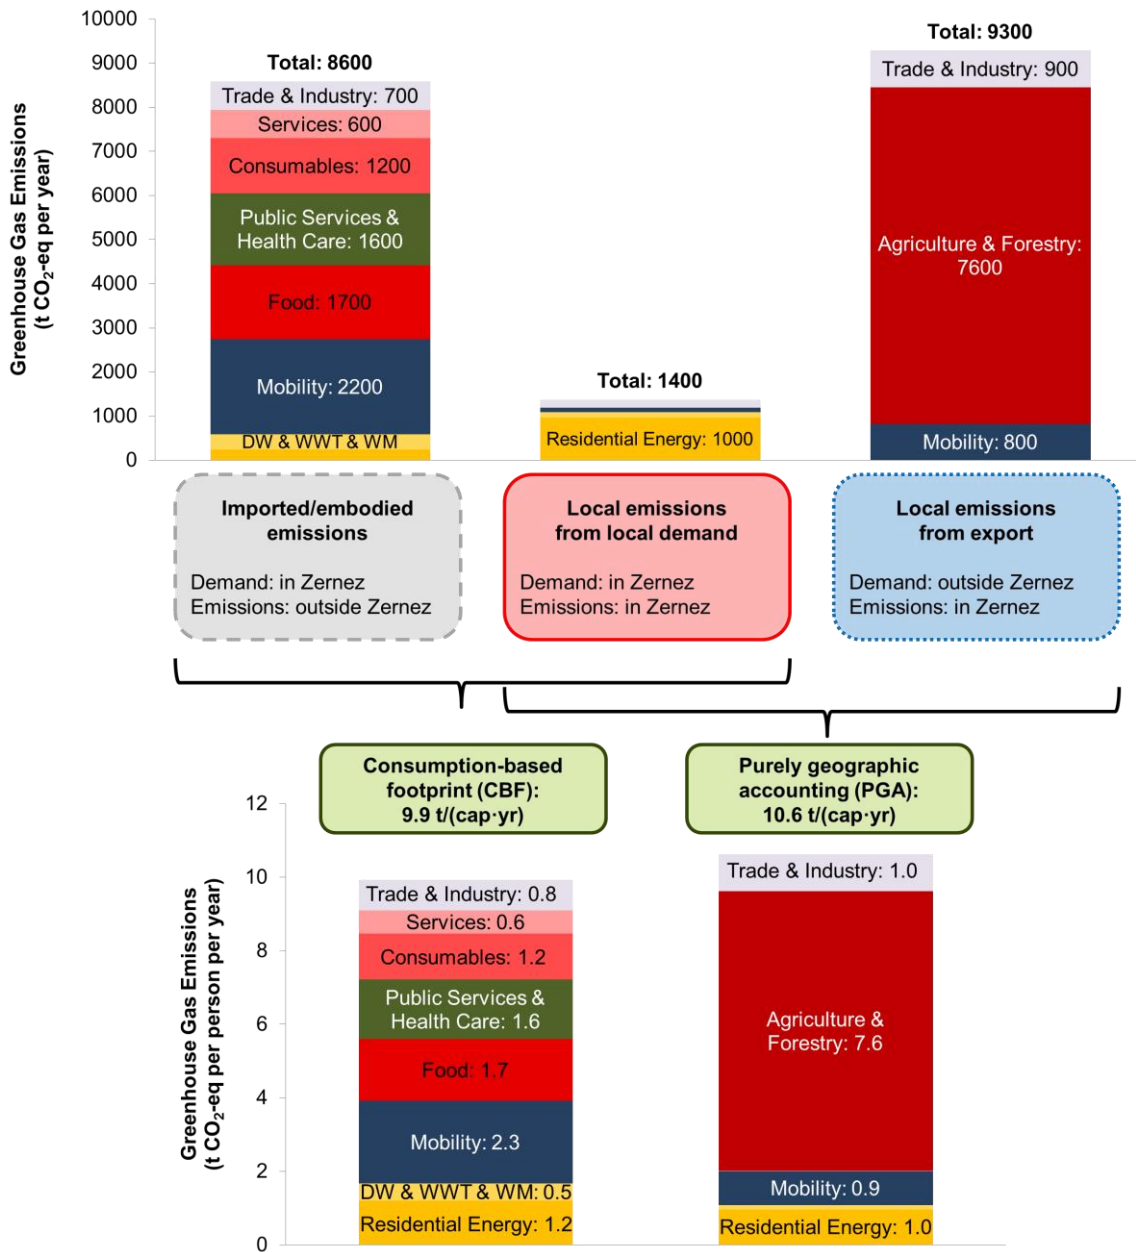 Greenhouse Gas Emissions
(t CO₂-eq per year)
10000
9000
8000
7000
6000
5000
4000
3000
2000
1000
0
Total: 8600
Trade & Industry: 700
Services: 600
Consumables: 1200
Public Services &
Health Care: 1600
Food: 1700
Mobility: 2200
DW & WWT & WM
Total: 1400
Residential Energy: 1000
Total: 9300
Trade & Industry: 900
Agriculture & Forestry:
7600
Mobility: 800
Imported/embodied
emissions
Demand: in Zernez
Emissions: outside Zernez
Local emissions
from local demand
Demand: in Zernez
Emissions: in Zernez
Local emissions
from export
Demand: outside Zernez
Emissions: in Zernez
Consumption-based
footprint (CBF):
9.9 t/(cap·yr)
Purely geographic
accounting (PGA):
10.6 t/(cap·yr)
Greenhouse Gas Emissions
(t CO₂-eq per person per year)
12
10
8
6
4
2
0
Trade & Industry: 0.8
Services: 0.6
Consumables: 1.2
Public Services &
Health Care: 1.6
Food: 1.7
Mobility: 2.3
DW & WWT & WM: 0.5
Residential Energy: 1.2
Trade & Industry: 1.0
Agriculture &
Forestry: 7.6
Mobility: 0.9
Residential Energy: 1.0